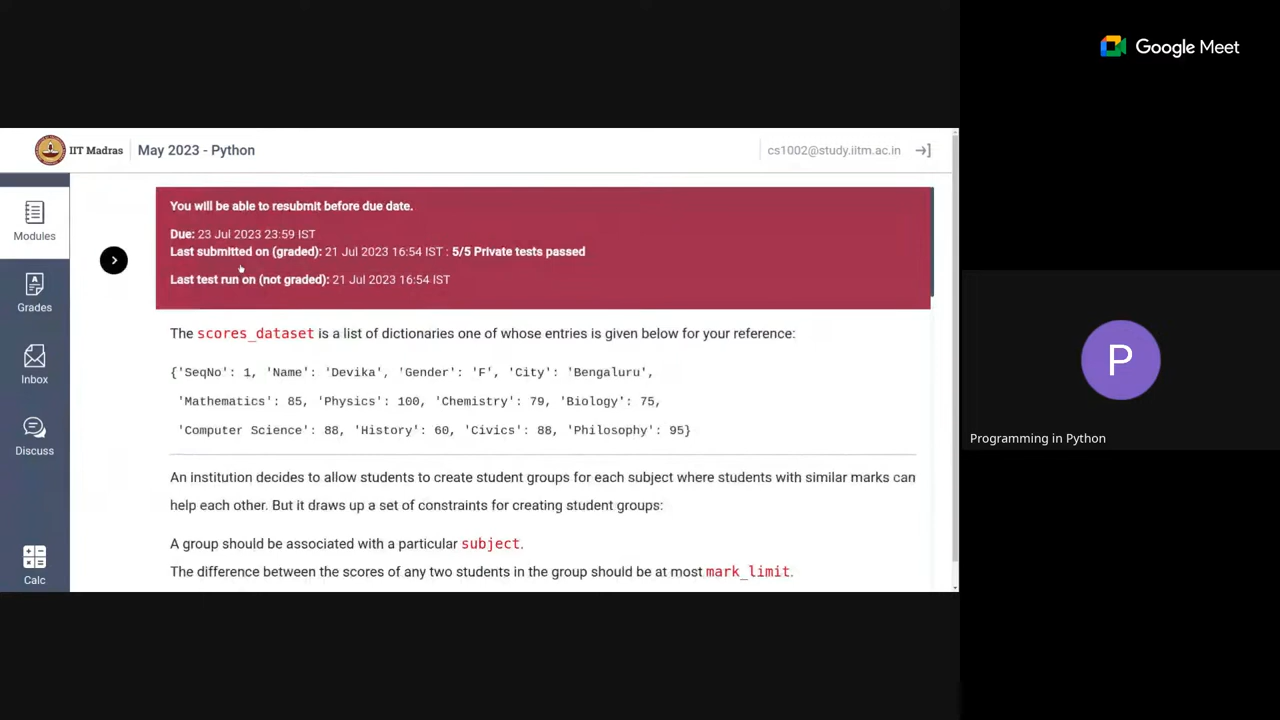 Google Meet
IIT Madras
May 2023 - Python
cs1002@study.iitm.ac.in
Modules
Grades
Inbox
Discuss
Calc
You will be able to resubmit before due date.
Due: 23 Jul 2023 23:59 IST
Last submitted on (graded): 21 Jul 2023 16:54 IST : 5/5 Private tests passed
Last test run on (not graded): 21 Jul 2023 16:54 IST
The scores_dataset is a list of dictionaries one of whose entries is given below for your reference:
{'SeqNo': 1, 'Name': 'Devika', 'Gender': 'F', 'City': 'Bengaluru',
'Mathematics': 85, 'Physics': 100, 'Chemistry': 79, 'Biology': 75,
'Computer Science': 88, 'History': 60, 'Civics': 88, 'Philosophy': 95}
An institution decides to allow students to create student groups for each subject where students with similar marks can
help each other. But it draws up a set of constraints for creating student groups:
A group should be associated with a particular subject.
The difference between the scores of any two students in the group should be at most mark_limit.
P
Programming in Python